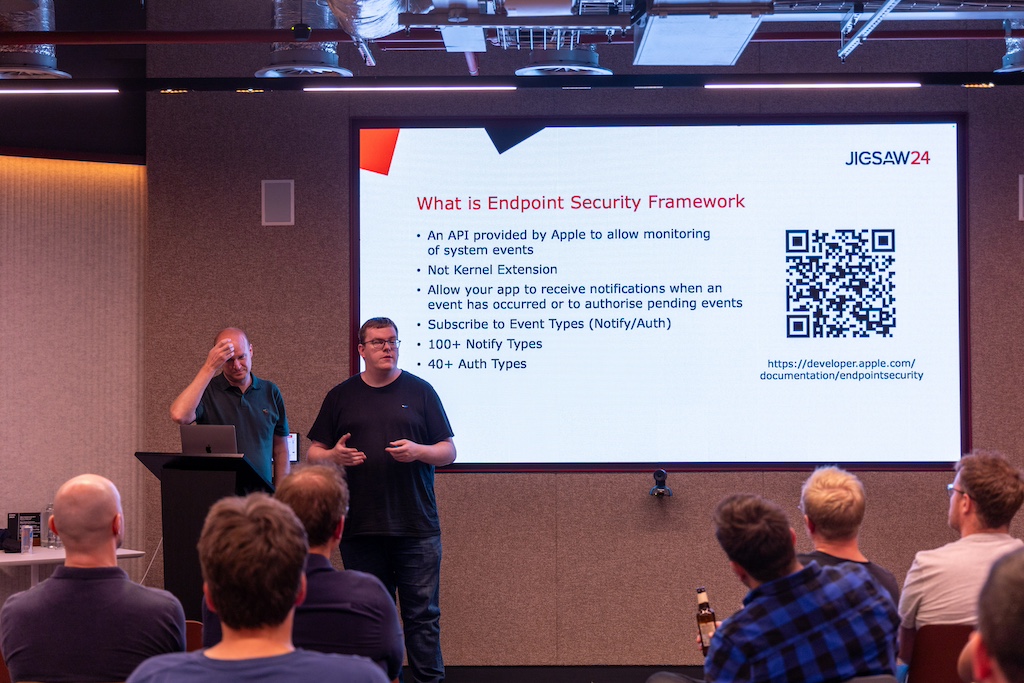 JIGSAW24
What is Endpoint Security Framework
• An API provided by Apple to allow monitoring
of system events
• Not Kernel Extension
• Allow your app to receive notifications when an
event has occurred or to authorise pending events
• Subscribe to Event Types (Notify/Auth)
• 100+ Notify Types
• 40+ Auth Types
https://developer.apple.com/
documentation/endpointsecurity